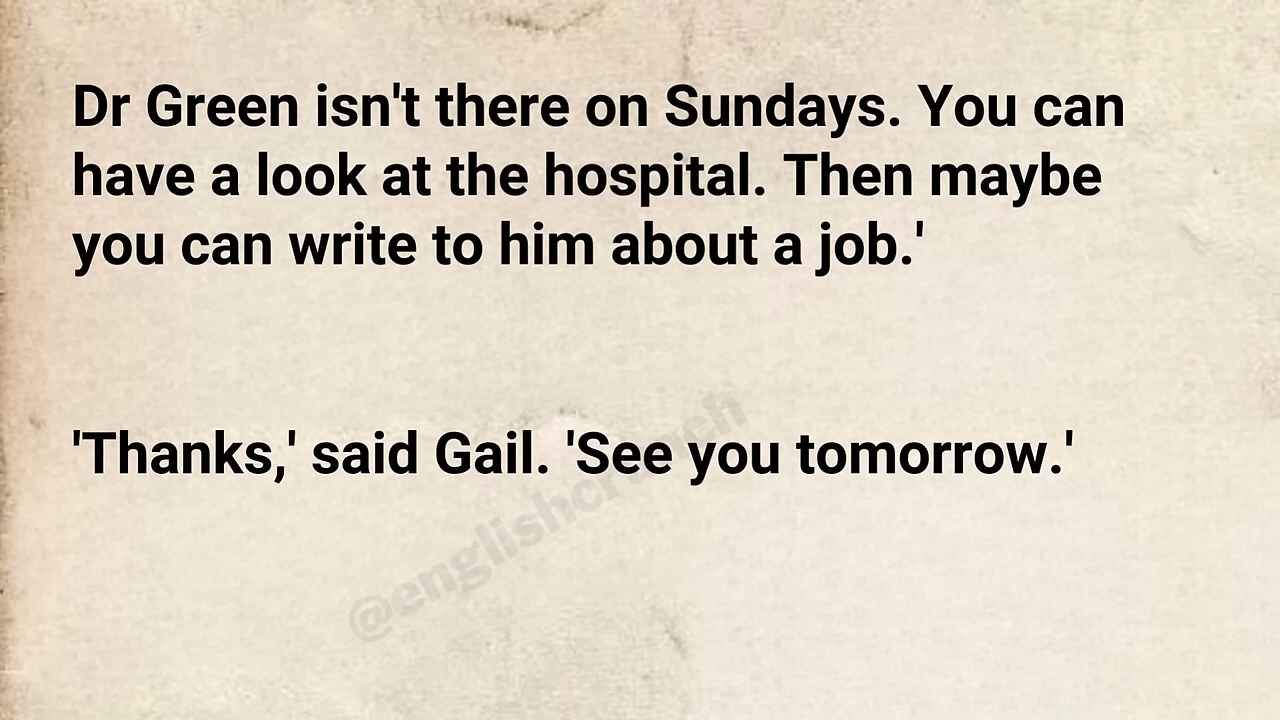 Dr Green isn't there on Sundays. You can
have a look at the hospital. Then maybe
you can write to him about a job.'
'Thanks,' said Gail. 'See you tomorrow.'